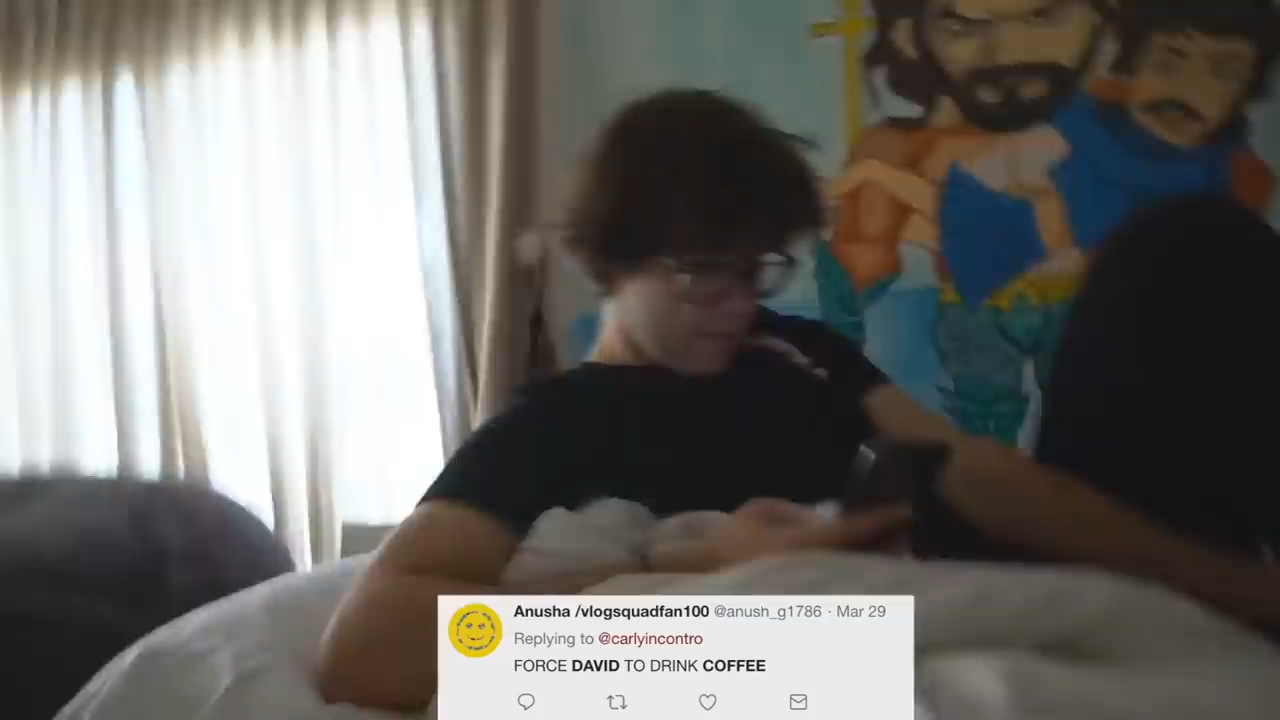 Anusha /vlogsquadfan100 @anush_g1786 · Mar 29
Replying to @carlyincontro
FORCE DAVID TO DRINK COFFEE